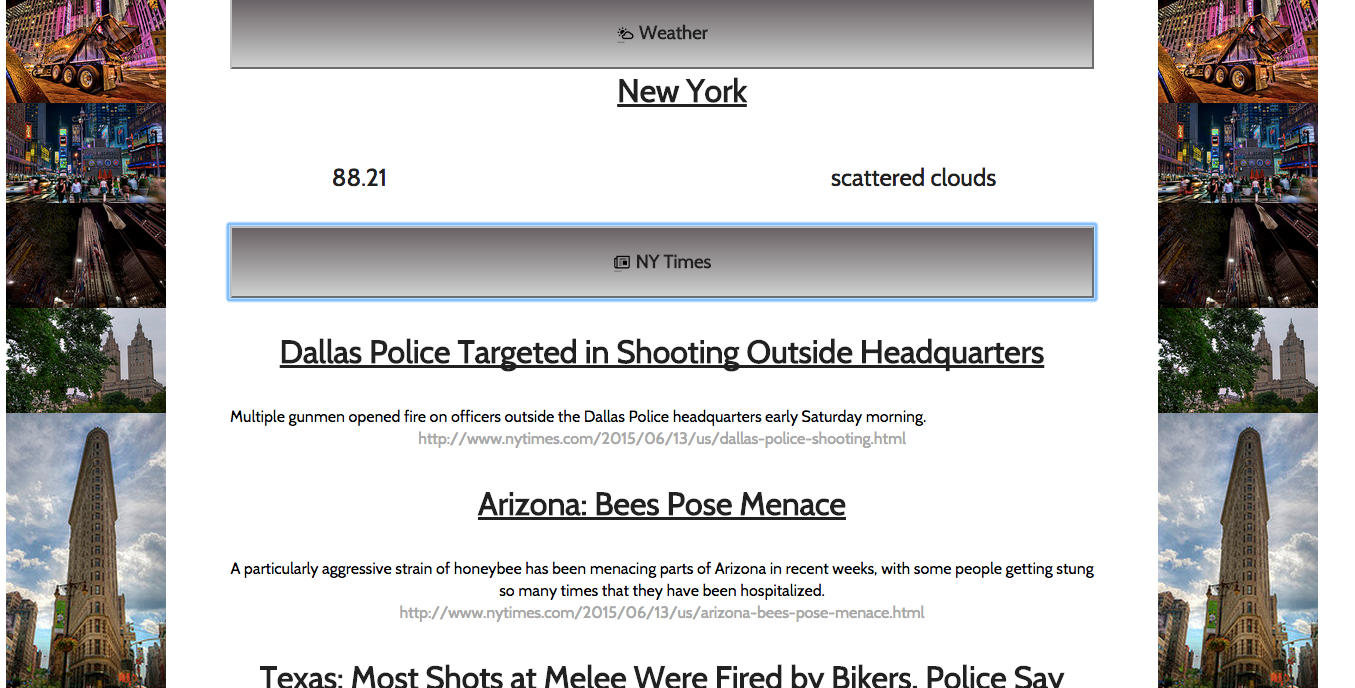 Weather
New York
88.21
scattered clouds
NY Times
Dallas Police Targeted in Shooting Outside Headquarters
Multiple gunmen opened fire on officers outside the Dallas Police headquarters early Saturday morning.
http://www.nytimes.com/2015/06/13/us/dallas-police-shooting.html
Arizona: Bees Pose Menace
A particularly aggressive strain of honeybee has been menacing parts of Arizona in recent weeks, with some people getting stung
so many times that they have been hospitalized.
http://www.nytimes.com/2015/06/13/us/arizona-bees-pose-menace.html
Texas: Most Shots at Melee Were Fired by Bikers, Police Say